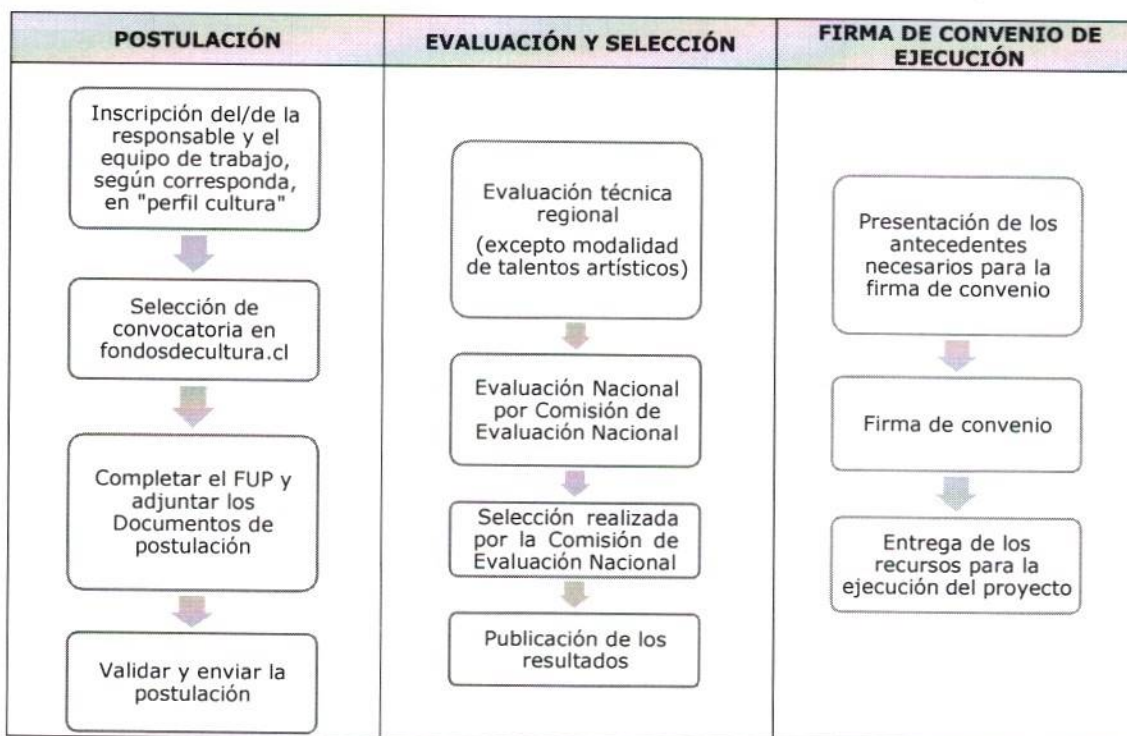 POSTULACIÓN
Inscripción del/de la
responsable y el
equipo de trabajo,
según corresponda,
en "perfil cultura"
Selección de
convocatoria en
fondosdecultura.cl
Completar el FUP y
adjuntar los
Documentos de
postulación
Validar y enviar la
postulación
EVALUACIÓN Y SELECCIÓN
Evaluación técnica
regional
(excepto modalidad
de talentos artísticos)
Evaluación Nacional
por Comisión de
Evaluación Nacional
Selección realizada
por la Comisión de
Evaluación Nacional
Publicación de los
resultados
FIRMA DE CONVENIO DE
EJECUCIÓN
Presentación de los
antecedentes
necesarios para la
firma de convenio
Firma de convenio
Entrega de los
recursos para la
ejecución del proyecto